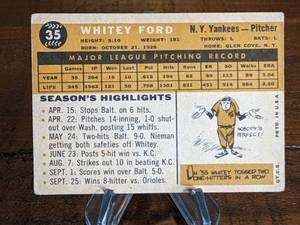 35
WHITEY FORD
N.Y. Yankees — Pitcher
HEIGHT: 5:10 WEIGHT: 181 THROWS: L BATS: L
BORN: OCTOBER 21, 1928 HOME: GLEN COVE, N. Y.
MAJOR LEAGUE PITCHING RECORD
YEAR
LIFE
SEASON'S HIGHLIGHTS
APR. 15: Stops Balt. on 6 hits.
APR. 22: Pitches 14-inning, 1-0 shut-
out over Wash. posting 15 whiffs.
MAY 24: Two-hits Balt. 9-0. Nieman
getting both safeties off
Whitey.
JUNE 23: Posts 5-hit win vs. K.C.
AUG. 7: Strikes out 10 in beating K.C.
SEPT. 1: Scores win over Balt. 5-0.
SEPT. 25: Wins 8-hitter vs. Orioles.
NOBODY'S
PERFECT!
IN '55 WHITEY TOSSED TWO
ONE-HITTERS IN A ROW
PRTD. IN U.S.A.